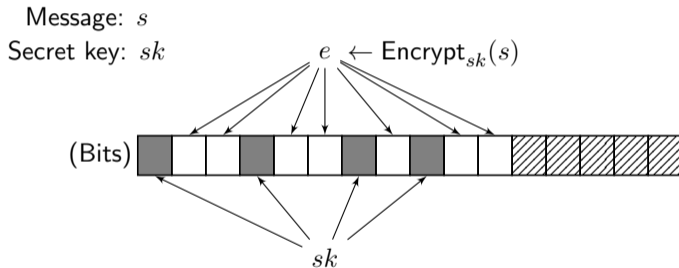 Message: s
Secret key: sk
e ← Encrypt_sk(s)
(Bits)
sk